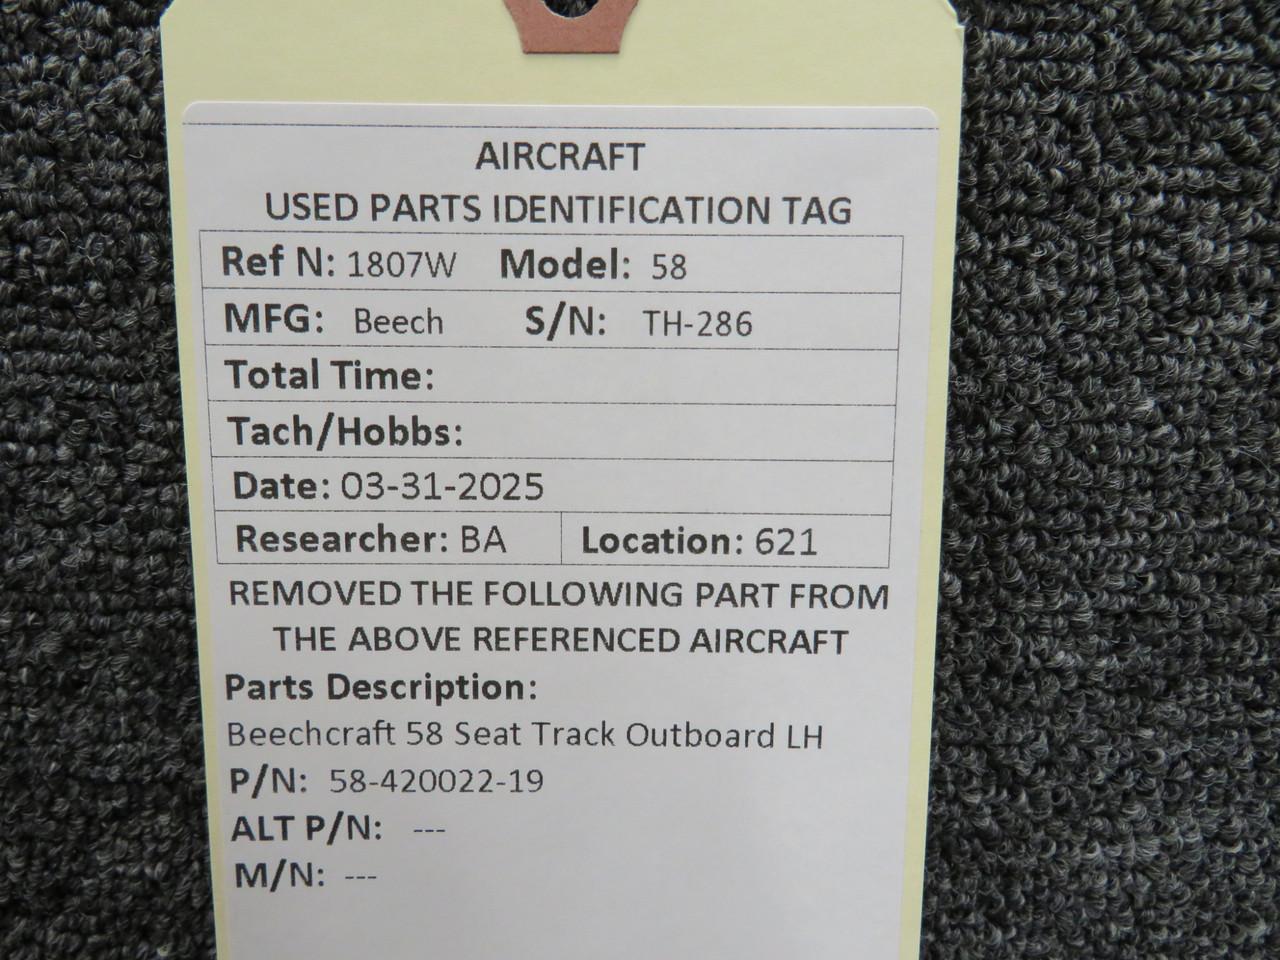 AIRCRAFT
USED PARTS IDENTIFICATION TAG
Ref N: 1807W Model: 58
MFG: Beech S/N: TH-286
Total Time:
Tach/Hobbs:
Date: 03-31-2025
Researcher: BA Location: 621
REMOVED THE FOLLOWING PART FROM
THE ABOVE REFERENCED AIRCRAFT
Parts Description:
Beechcraft 58 Seat Track Outboard LH
P/N: 58-420022-19
ALT P/N: ---
M/N: ---